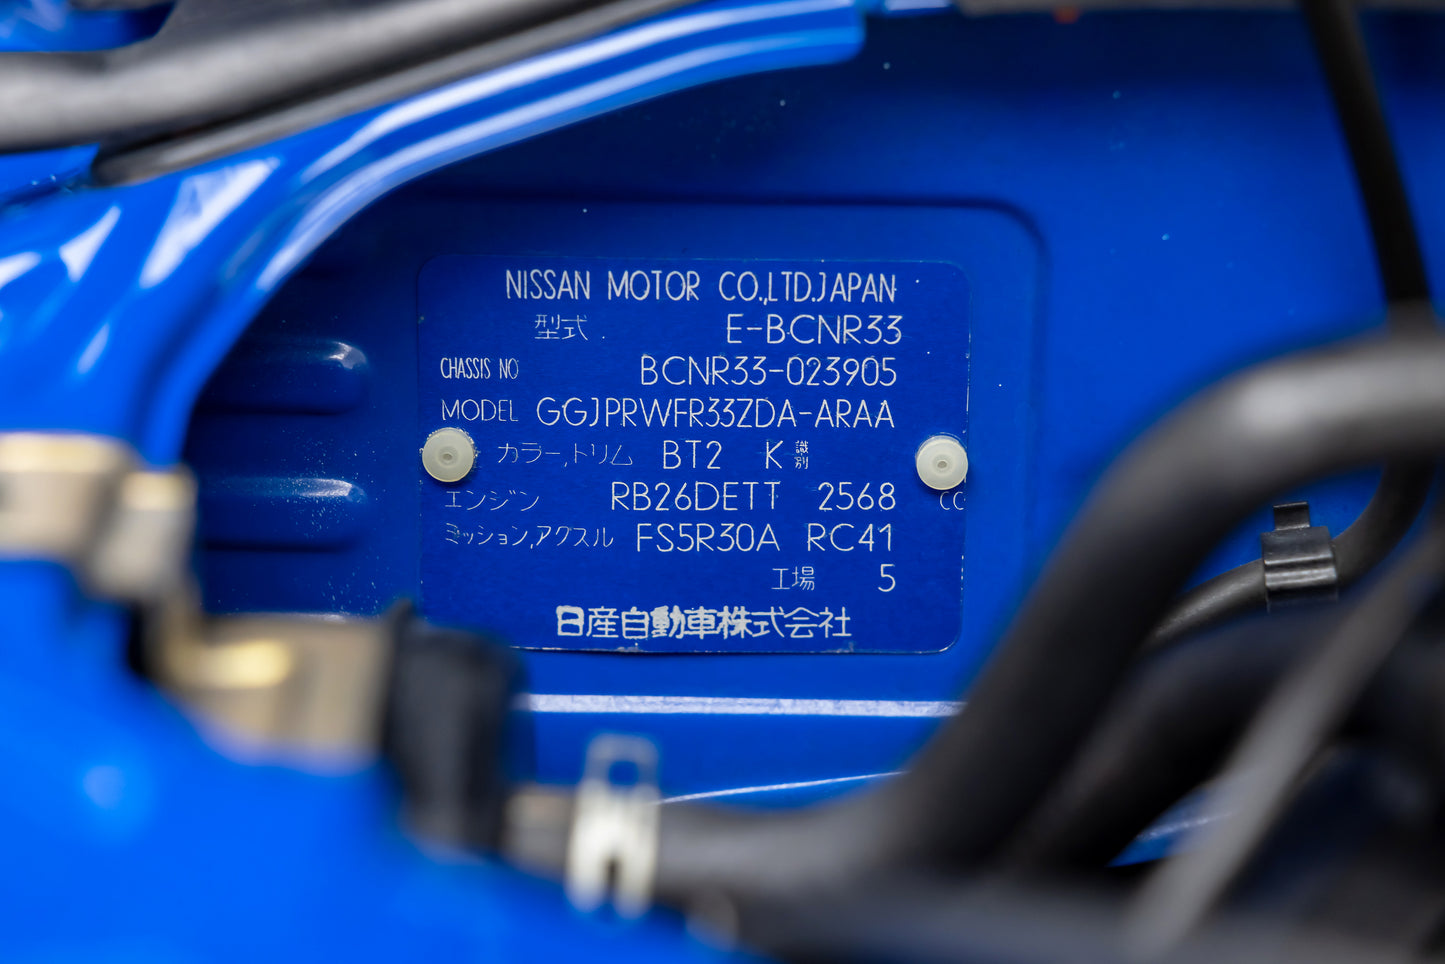 NISSAN MOTOR CO.,LTD.JAPAN
型式 E-BCNR33
CHASSIS NO BCNR33-023905
MODEL GGJPRWFR33ZDA-ARAA
カラー,トリム BT2 K 識別
エンジン RB26DETT 2568 CC
ミッション,アクスル FS5R30A RC41
工場 5
日産自動車株式会社